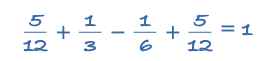 5/12 + 1/3 - 1/6 + 5/12 = 1